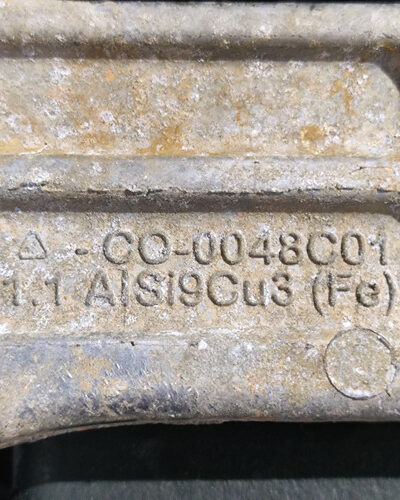 △ - CO-0048C01
1.1 AlSi9Cu3 (Fe)